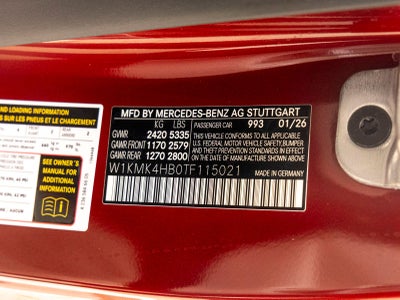 AND LOADING INFORMATION
SUR LES PNEUS ET LE CHARGEMENT
SEE OWNER'S
MANUAL FOR
ADDITIONAL
INFORMATION
MFD BY MERCEDES-BENZ AG STUTTGART
KG LBS PASSENGER CAR 993 01/26
GVWR 2420 5335
GAWR FRONT 1170 2579
GAWR REAR 1270 2800
THIS VEHICLE CONFORMS TO ALL APPLICABLE
U.S. FEDERAL MOTOR VEHICLE SAFETY, BUMPER
AND THEFT PREVENTION STANDARDS IN EFFECT ON
THE DATE OF MANUFACTURE SHOWN ABOVE.
W1KMK4HB0TF115021
MADE IN GERMANY